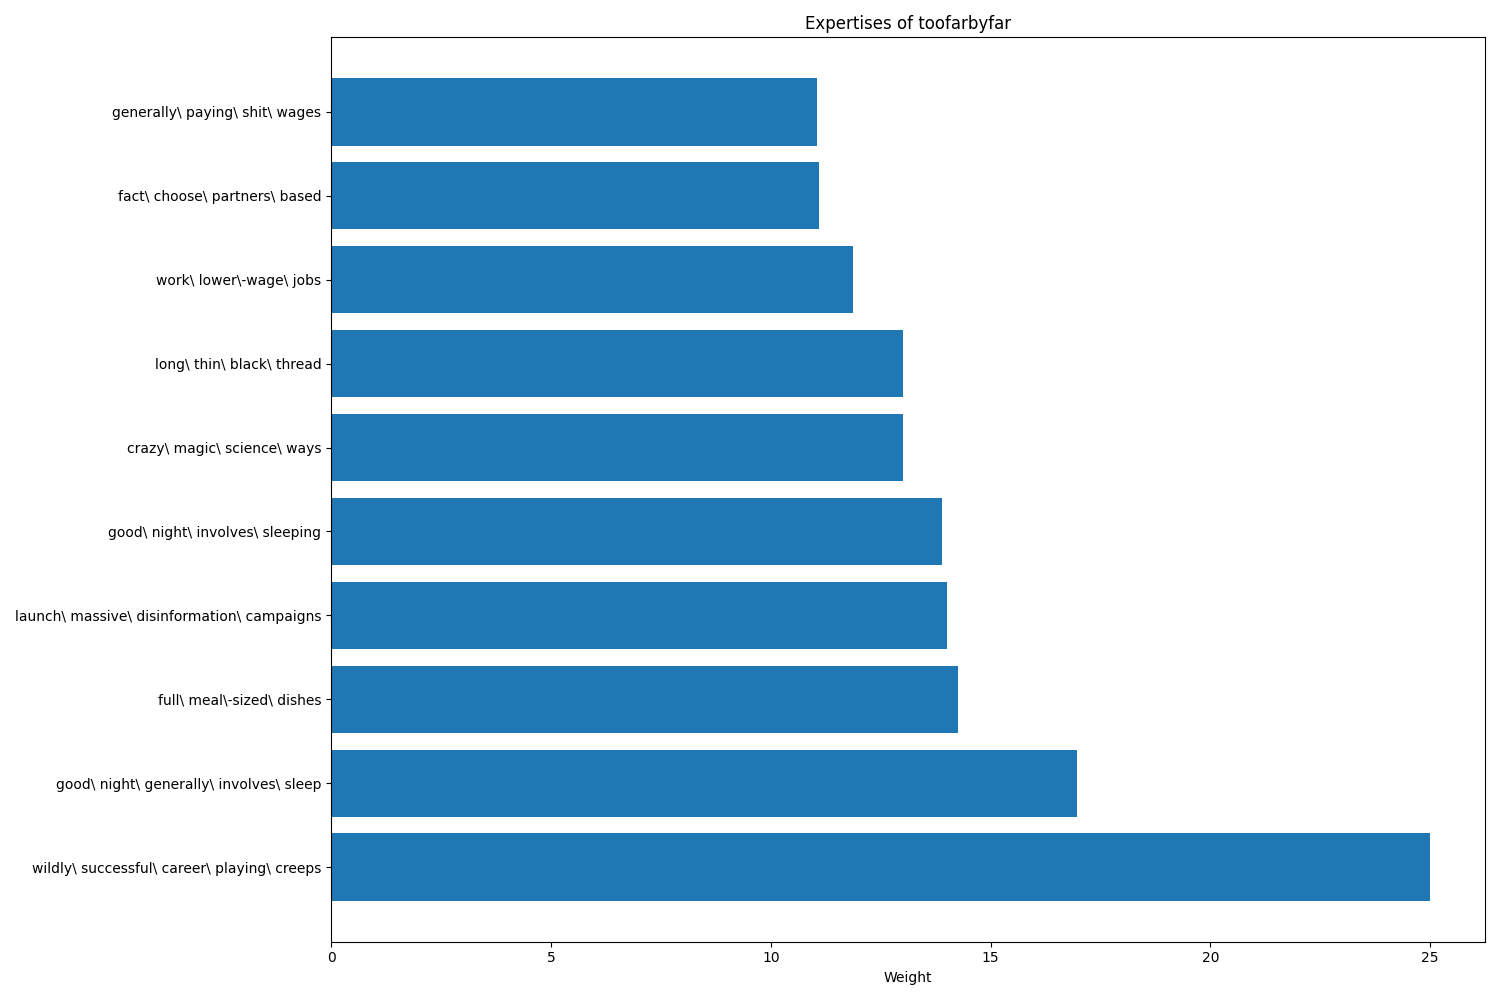 Expertises of toofarbyfar
generally\ paying\ shit\ wages
fact\ choose\ partners\ based
work\ lower\-wage\ jobs
long\ thin\ black\ thread
crazy\ magic\ science\ ways
good\ night\ involves\ sleeping
launch\ massive\ disinformation\ campaigns
full\ meal\-sized\ dishes
good\ night\ generally\ involves\ sleep
wildly\ successful\ career\ playing\ creeps
0 5 10 15 20 25
Weight